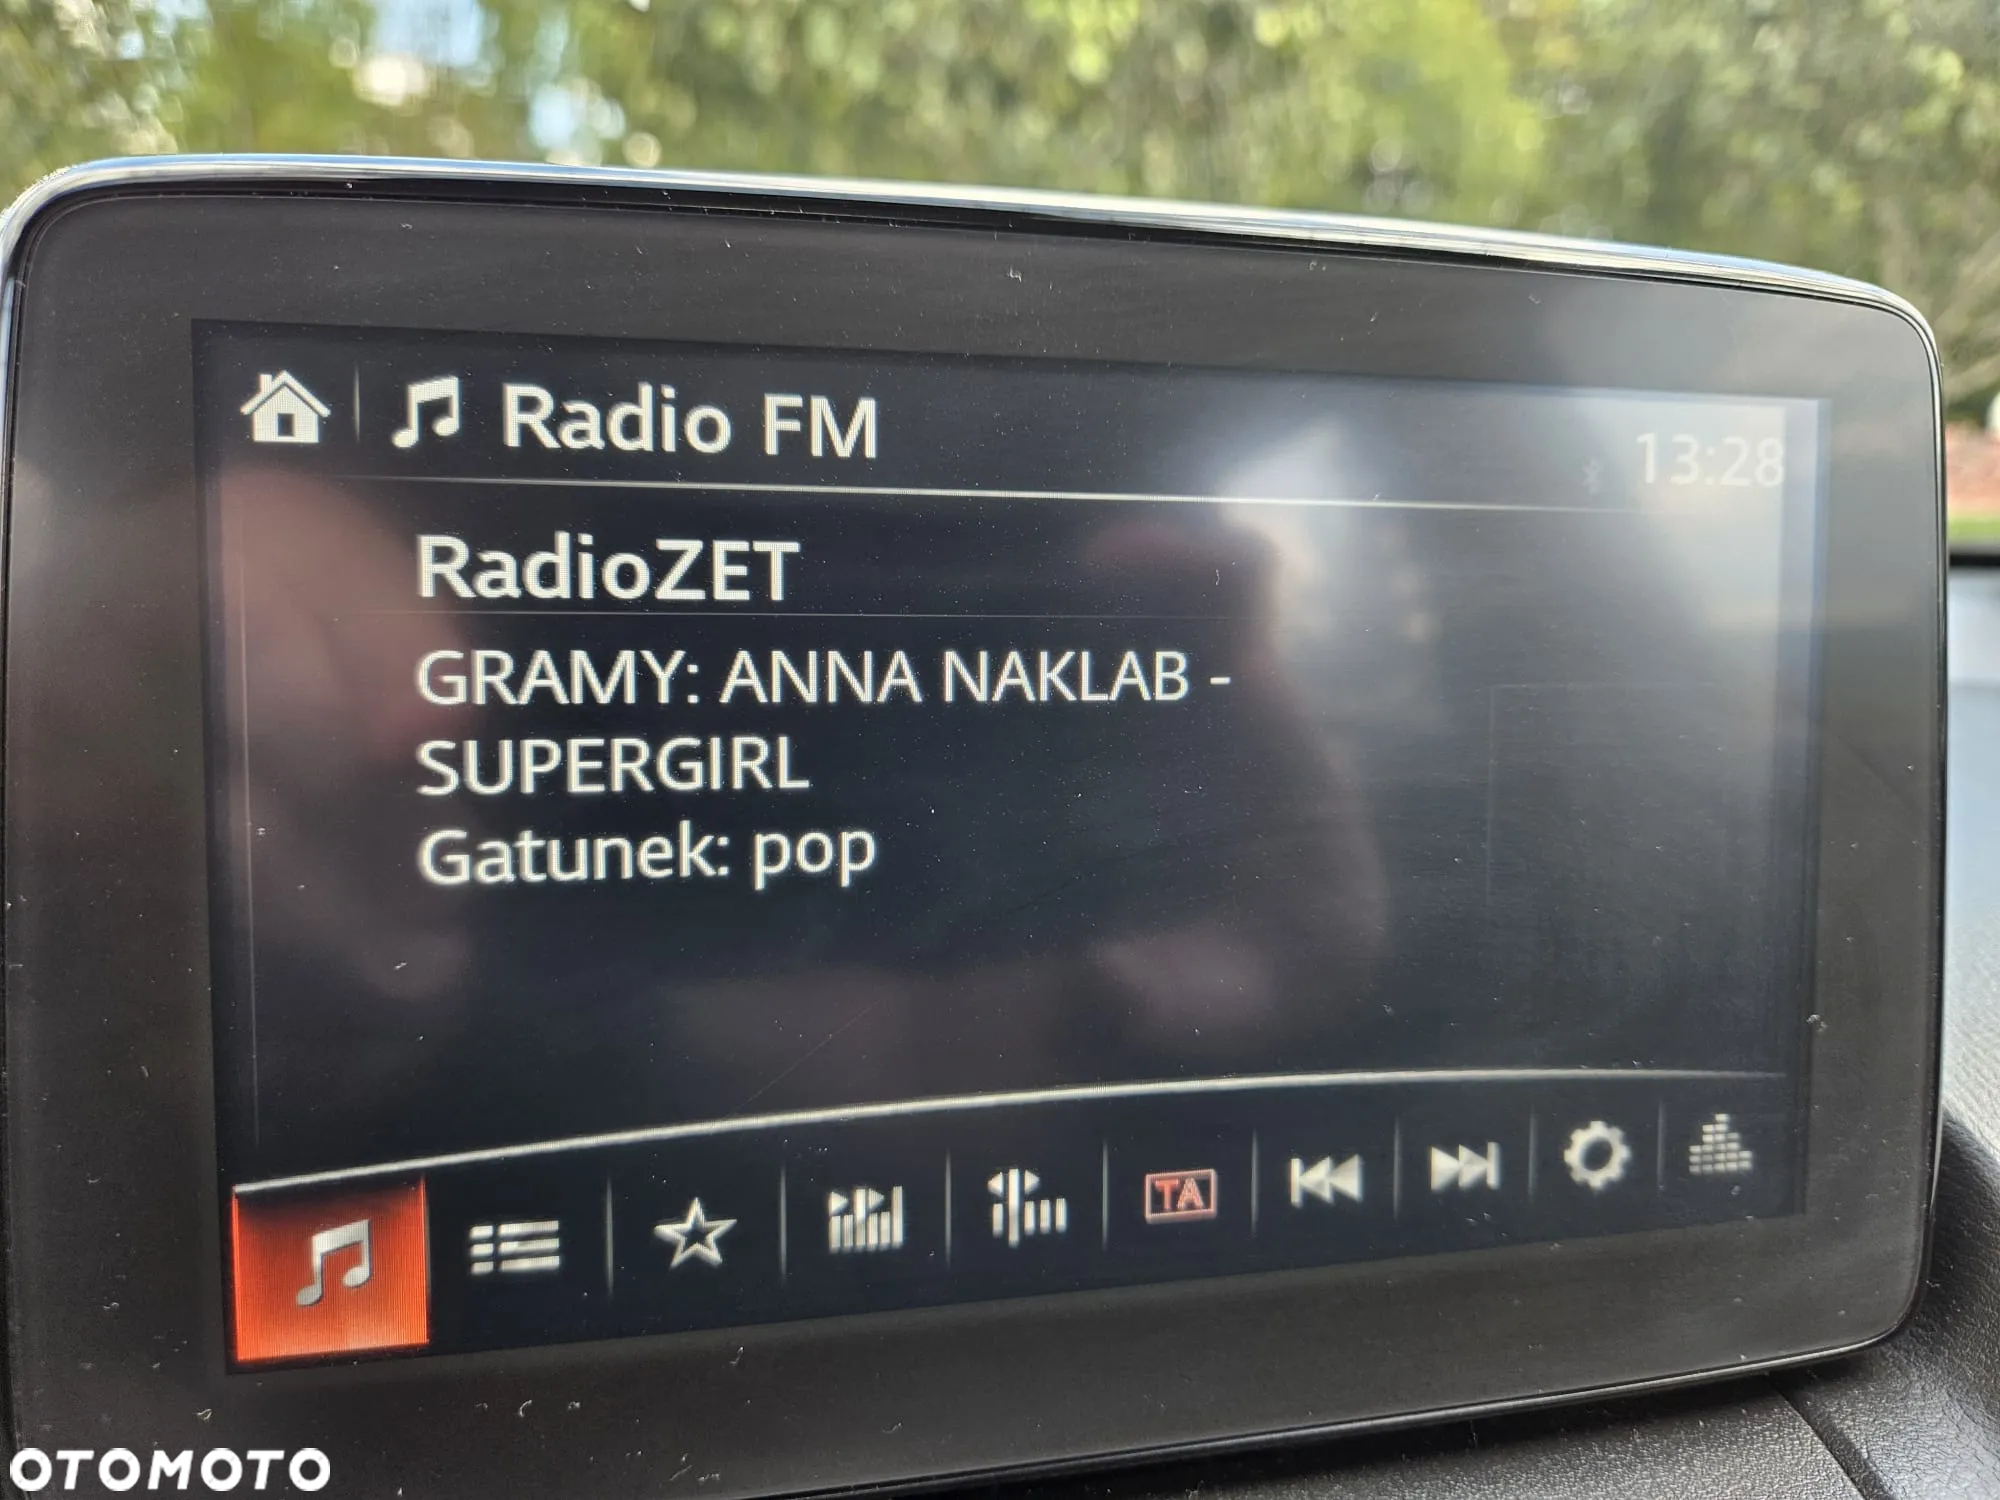 Radio FM
13:28
RadioZET
GRAMY: ANNA NAKLAB -
SUPERGIRL
Gatunek: pop
TA
OTOMOTO